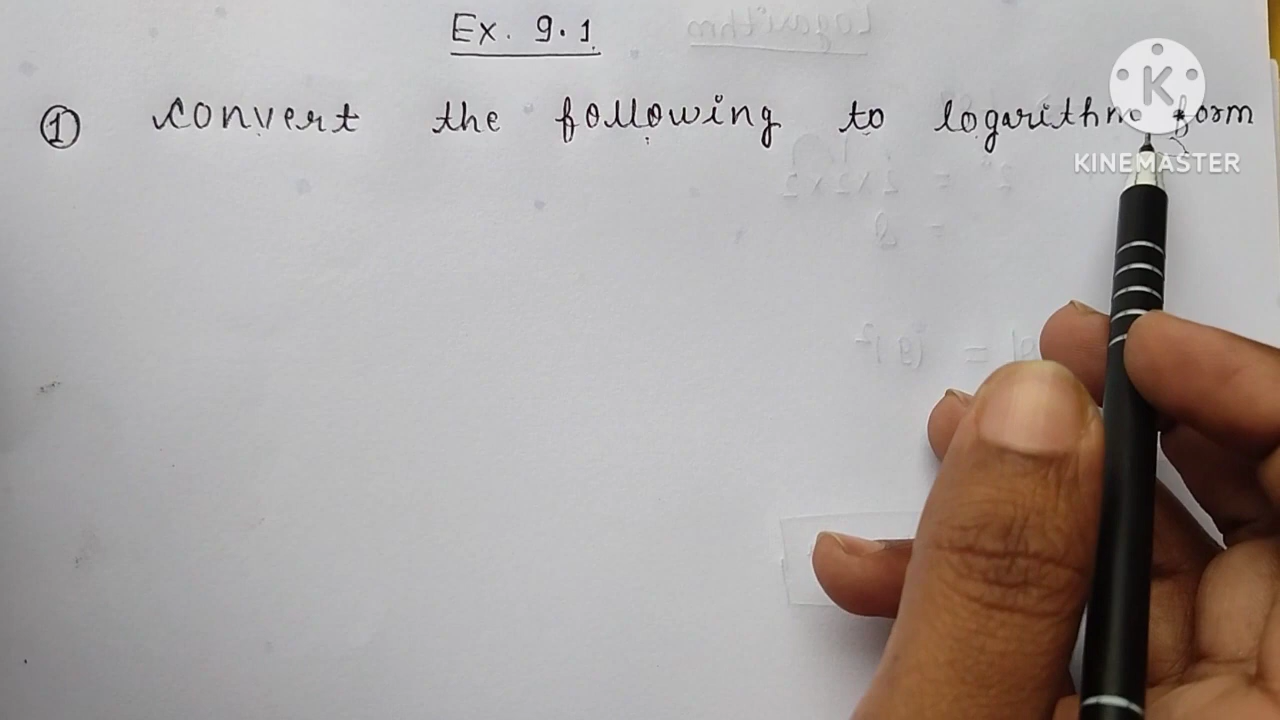 Ex. 9.1
① convert the following to logarithm form
K
KINEMASTER